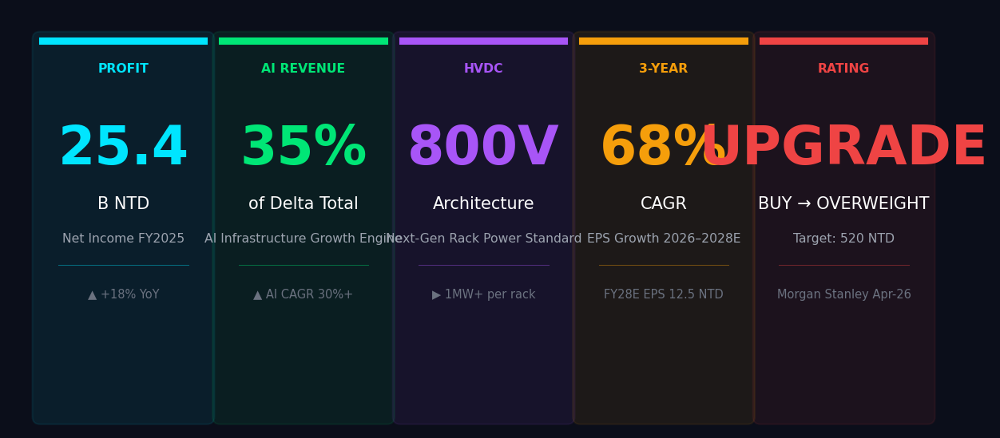 PROFIT
25.4
B NTD
Net Income FY2025
▲ +18% YoY
AI REVENUE
35%
of Delta Total
AI Infrastructure Growth Engine
▲ AI CAGR 30%+
HVDC
800V
Architecture
Next-Gen Rack Power Standard
▶ 1MW+ per rack
3-YEAR
68%
CAGR
EPS Growth 2026–2028E
FY28E EPS 12.5 NTD
RATING
UPGRADE
BUY → OVERWEIGHT
Target: 520 NTD
Morgan Stanley Apr-26